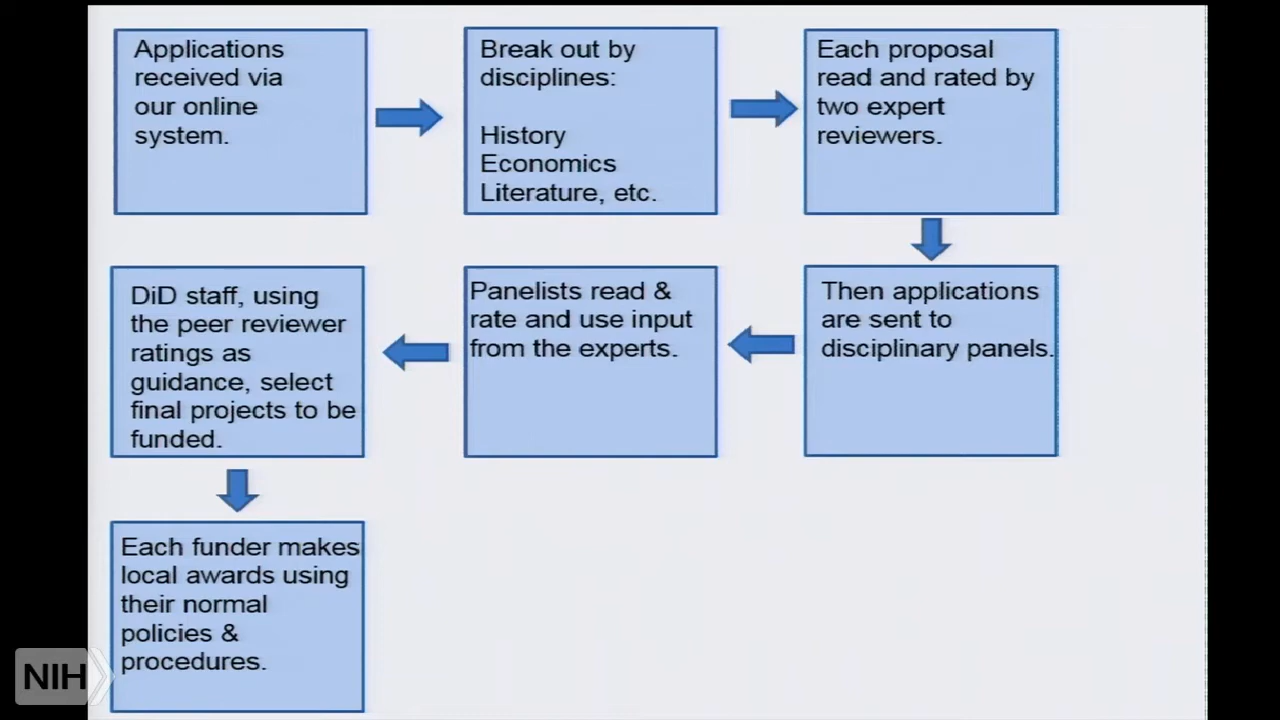 Applications
received via
our online
system.
Break out by
disciplines:
History
Economics
Literature, etc.
Each proposal
read and rated by
two expert
reviewers.
Then applications
are sent to
disciplinary panels.
Panelists read &
rate and use input
from the experts.
DiD staff, using
the peer reviewer
ratings as
guidance, select
final projects to be
funded.
Each funder makes
local awards using
their normal
policies &
procedures.
NIH